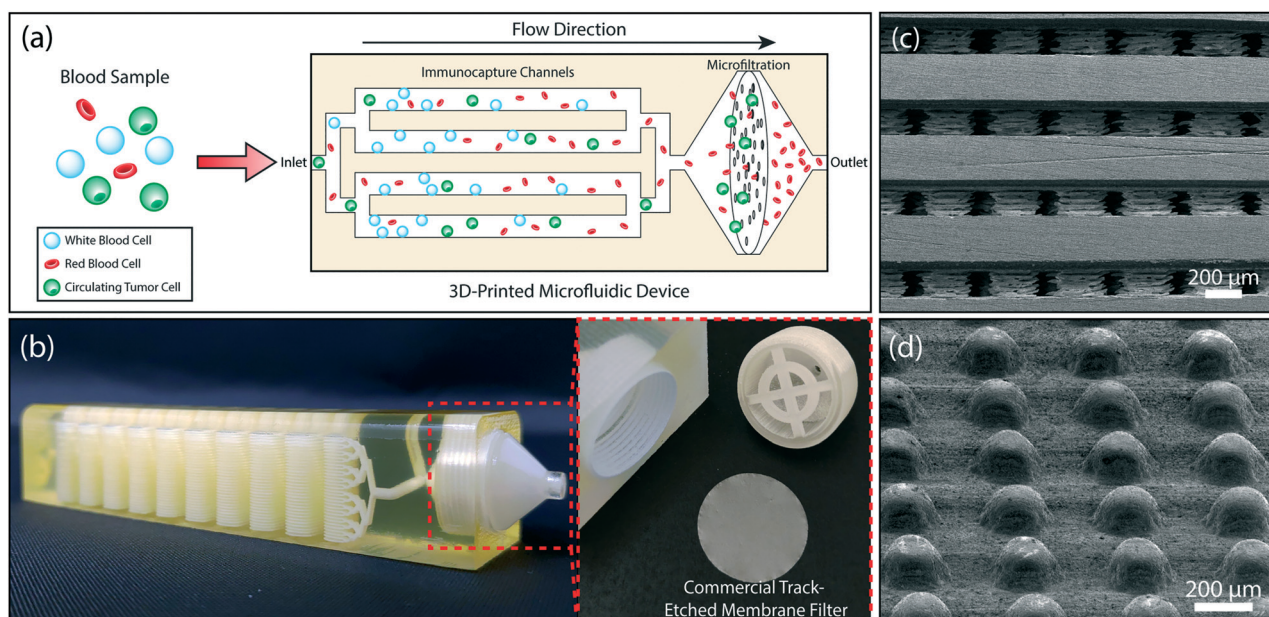 (a)
Flow Direction
Blood Sample
Immunocapture Channels
Microfiltration
Inlet
Outlet
White Blood Cell
Red Blood Cell
Circulating Tumor Cell
3D-Printed Microfluidic Device
(b)
Commercial Track-
Etched Membrane Filter
(c)
200 μm
(d)
200 μm